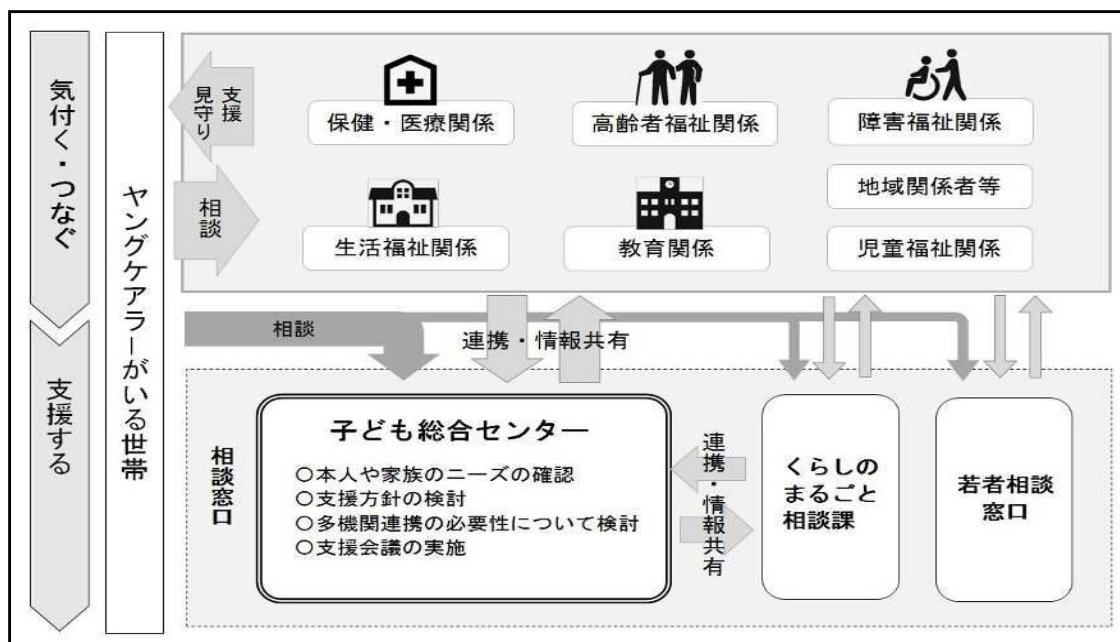 気付く・つなぐ
支援する
ヤングケアラーがいる世帯
支援
見守り
相談
保健・医療関係
高齢者福祉関係
障害福祉関係
地域関係者等
生活福祉関係
教育関係
児童福祉関係
相談
連携・情報共有
相談窓口
子ども総合センター
○本人や家族のニーズの確認
○支援方針の検討
○多機関連携の必要性について検討
○支援会議の実施
連携・情報共有
くらしの
まるごと
相談課
若者相談
窓口